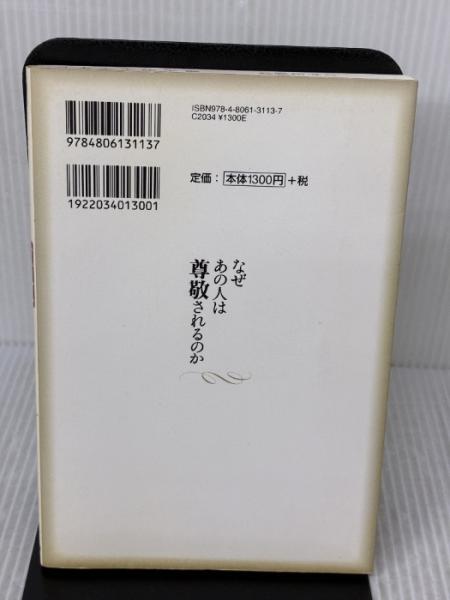 ISBN978-4-8061-3113-7
C2034 ¥1300E
9784806131137
定価：本体1300円＋税
1922034013001
なぜ
あの人は
尊敬されるのか